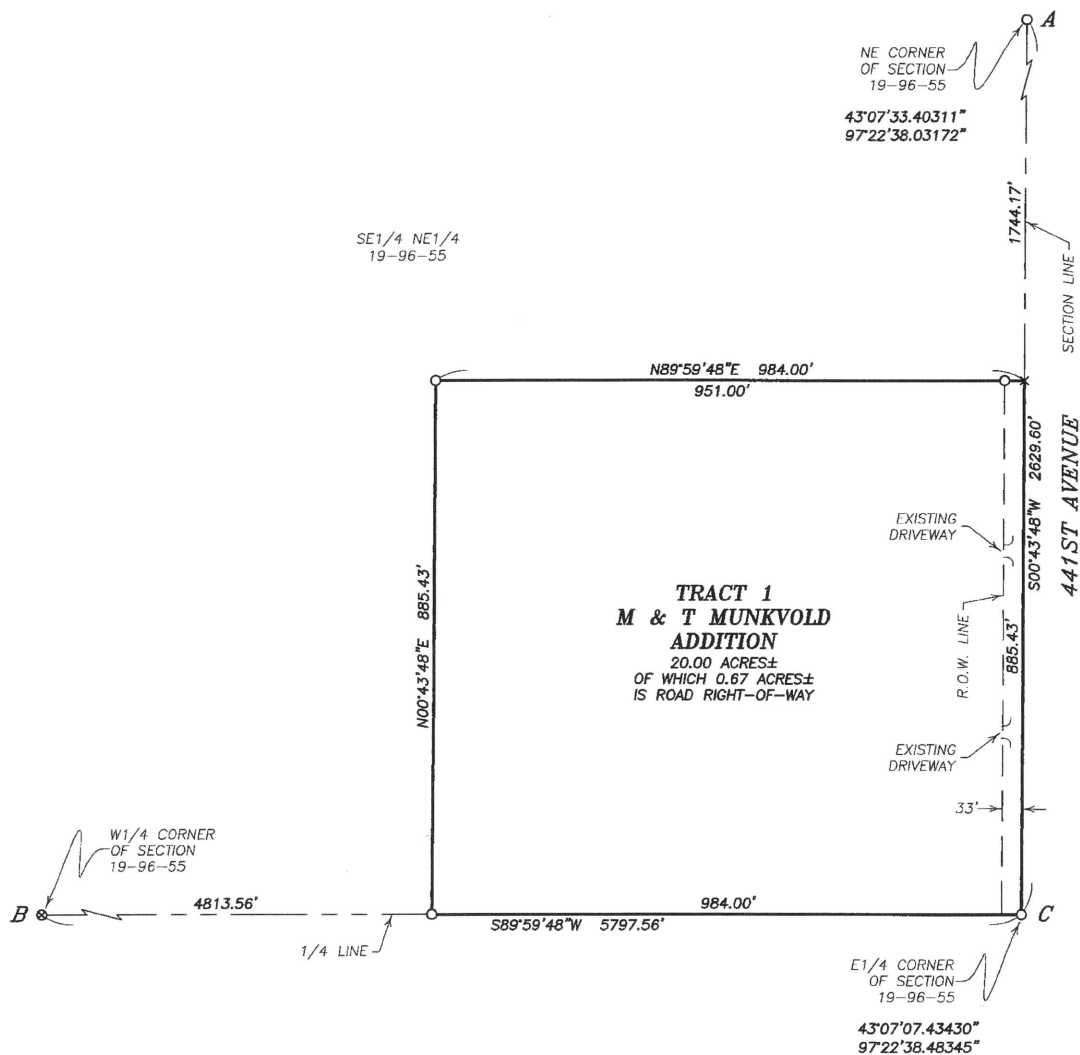 A
NE CORNER
OF SECTION
19-96-55
43°07'33.40311"
97°22'38.03172"
1744.17'
SECTION LINE
SE1/4 NE1/4
19-96-55
N89°59'48"E 984.00'
951.00'
S00°43'48"W 2629.60'
441ST AVENUE
EXISTING
DRIVEWAY
N00°43'48"E 885.43'
TRACT 1
M & T MUNKVOLD
ADDITION
20.00 ACRES±
OF WHICH 0.67 ACRES±
IS ROAD RIGHT-OF-WAY
R.O.W. LINE
885.43'
EXISTING
DRIVEWAY
33'
W1/4 CORNER
OF SECTION
19-96-55
B
4813.56'
984.00'
C
S89°59'48"W 5797.56'
1/4 LINE
E1/4 CORNER
OF SECTION
19-96-55
43°07'07.43430"
97°22'38.48345"